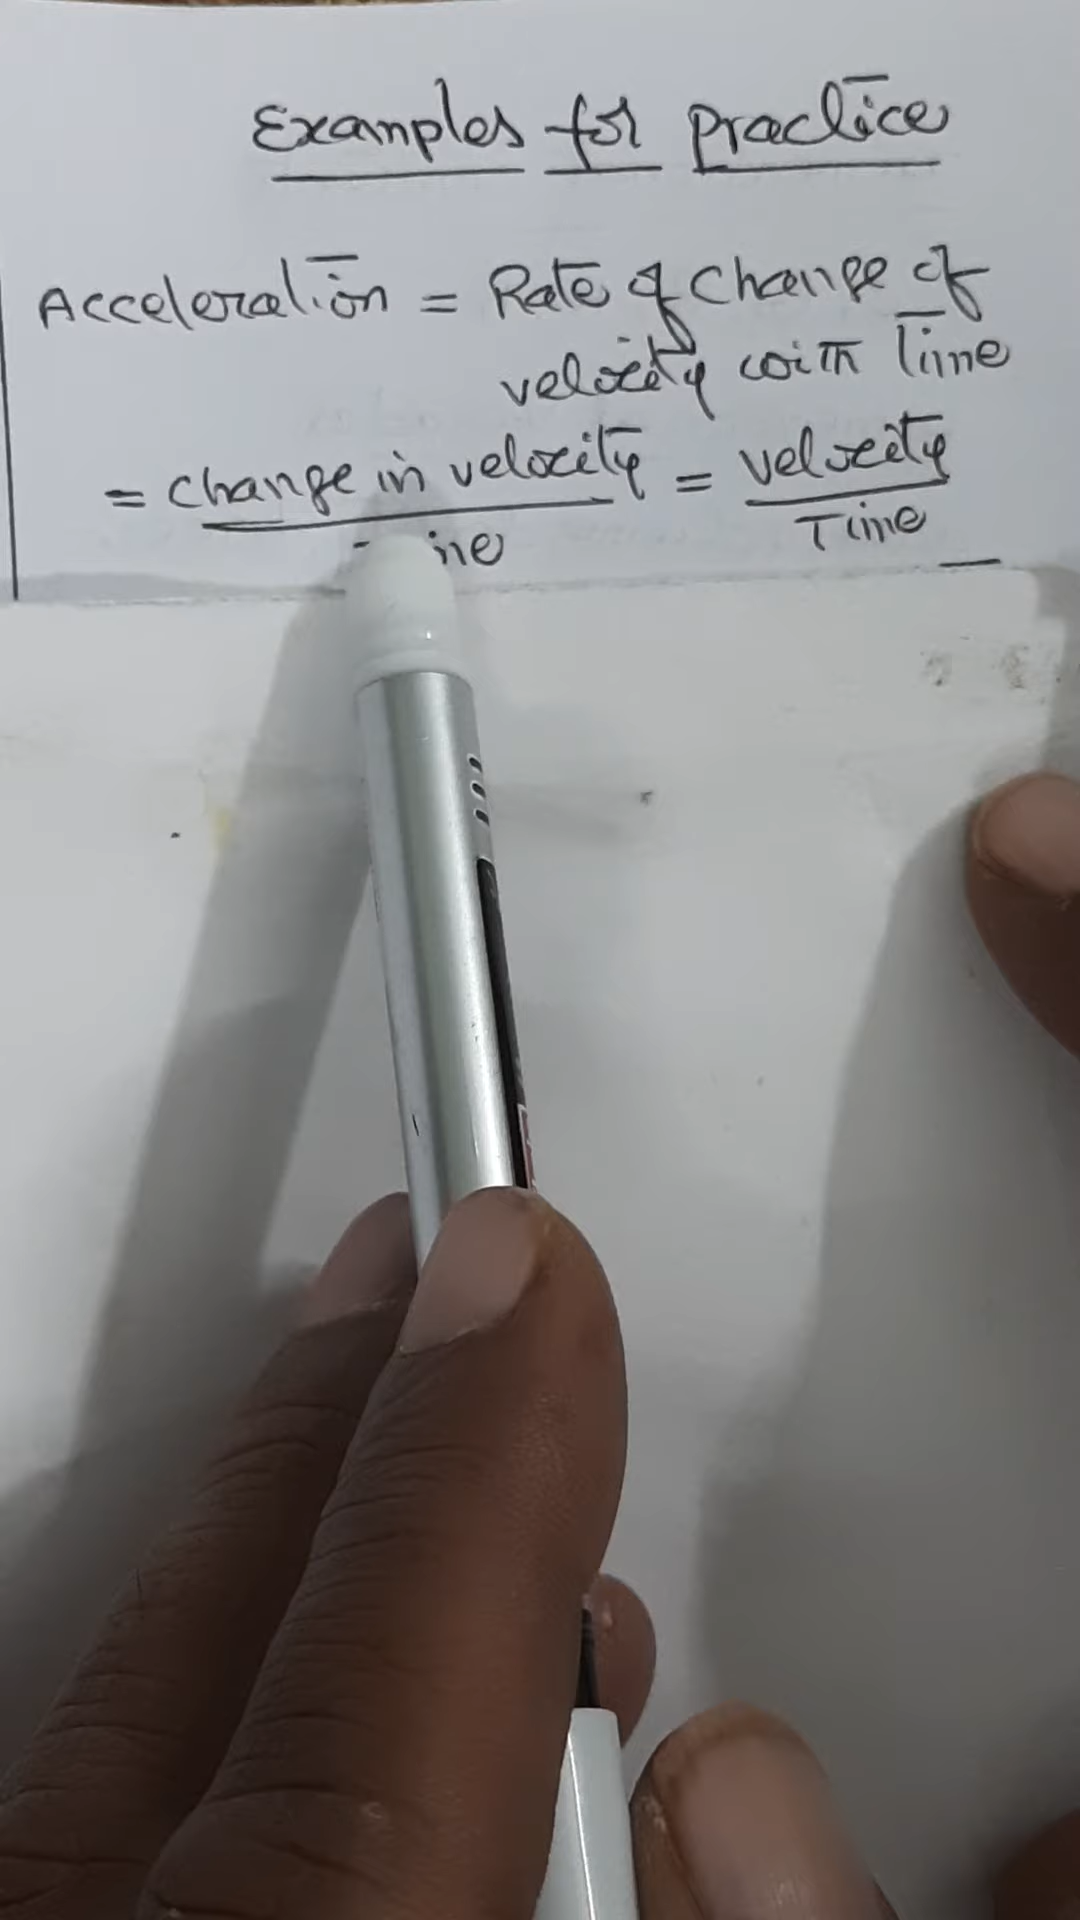 Examples for practice
Acceleration = Rate of change of
velocity with Time
= change in velocity = velocity
Time